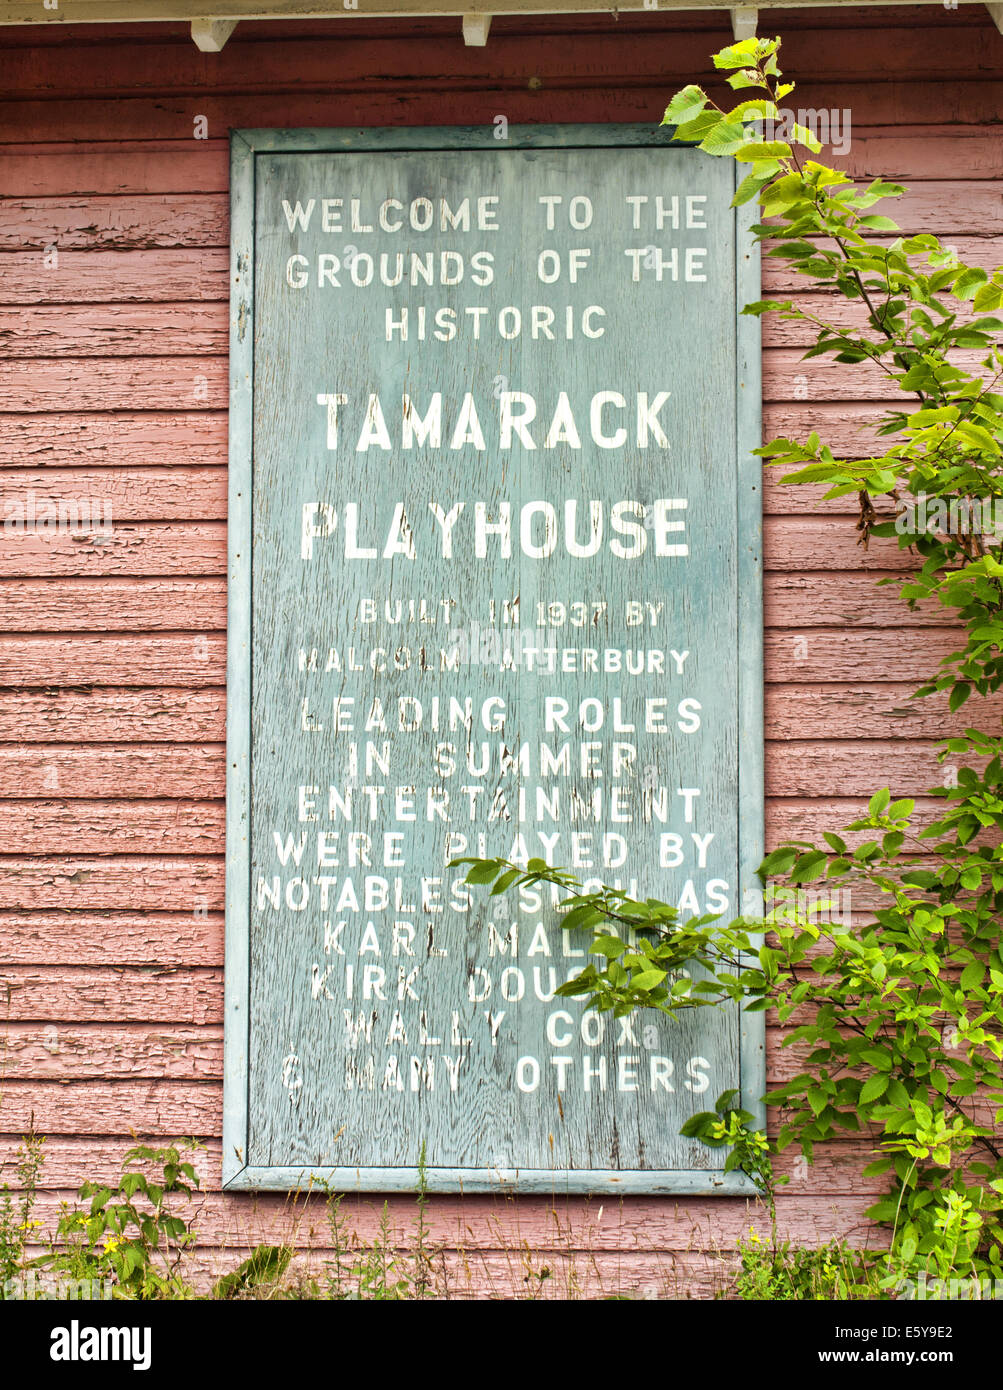 WELCOME TO THE
GROUNDS OF THE
HISTORIC
TAMARACK
PLAYHOUSE
BUILT IN 1937 BY
MALCOLM ATTERBURY
LEADING ROLES
IN SUMMER
ENTERTAINMENT
WERE PLAYED BY
NOTABLES SUCH AS
KARL
KIRK
WALLY COX
& MANY OTHERS
alamy
alamy
Image ID: E5Y9E2
www.alamy.com